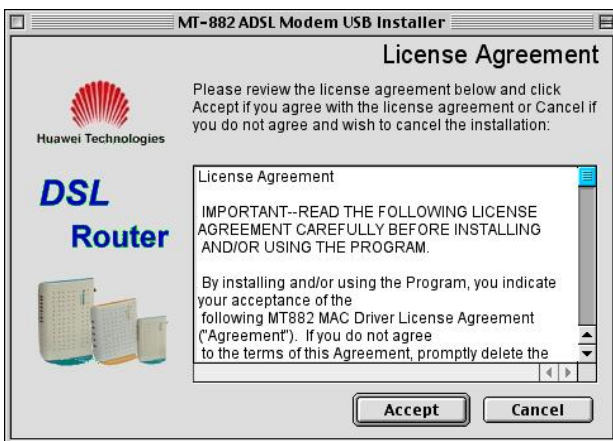 MT-882 ADSL Modem USB Installer
License Agreement
Please review the license agreement below and click
Accept if you agree with the license agreement or Cancel if
you do not agree and wish to cancel the installation:
Huawei Technologies
DSL
Router
License Agreement
IMPORTANT--READ THE FOLLOWING LICENSE
AGREEMENT CAREFULLY BEFORE INSTALLING
AND/OR USING THE PROGRAM.
By installing and/or using the Program, you indicate
your acceptance of the
following MT882 MAC Driver License Agreement
("Agreement"). If you do not agree
to the terms of this Agreement, promptly delete the
Accept
Cancel